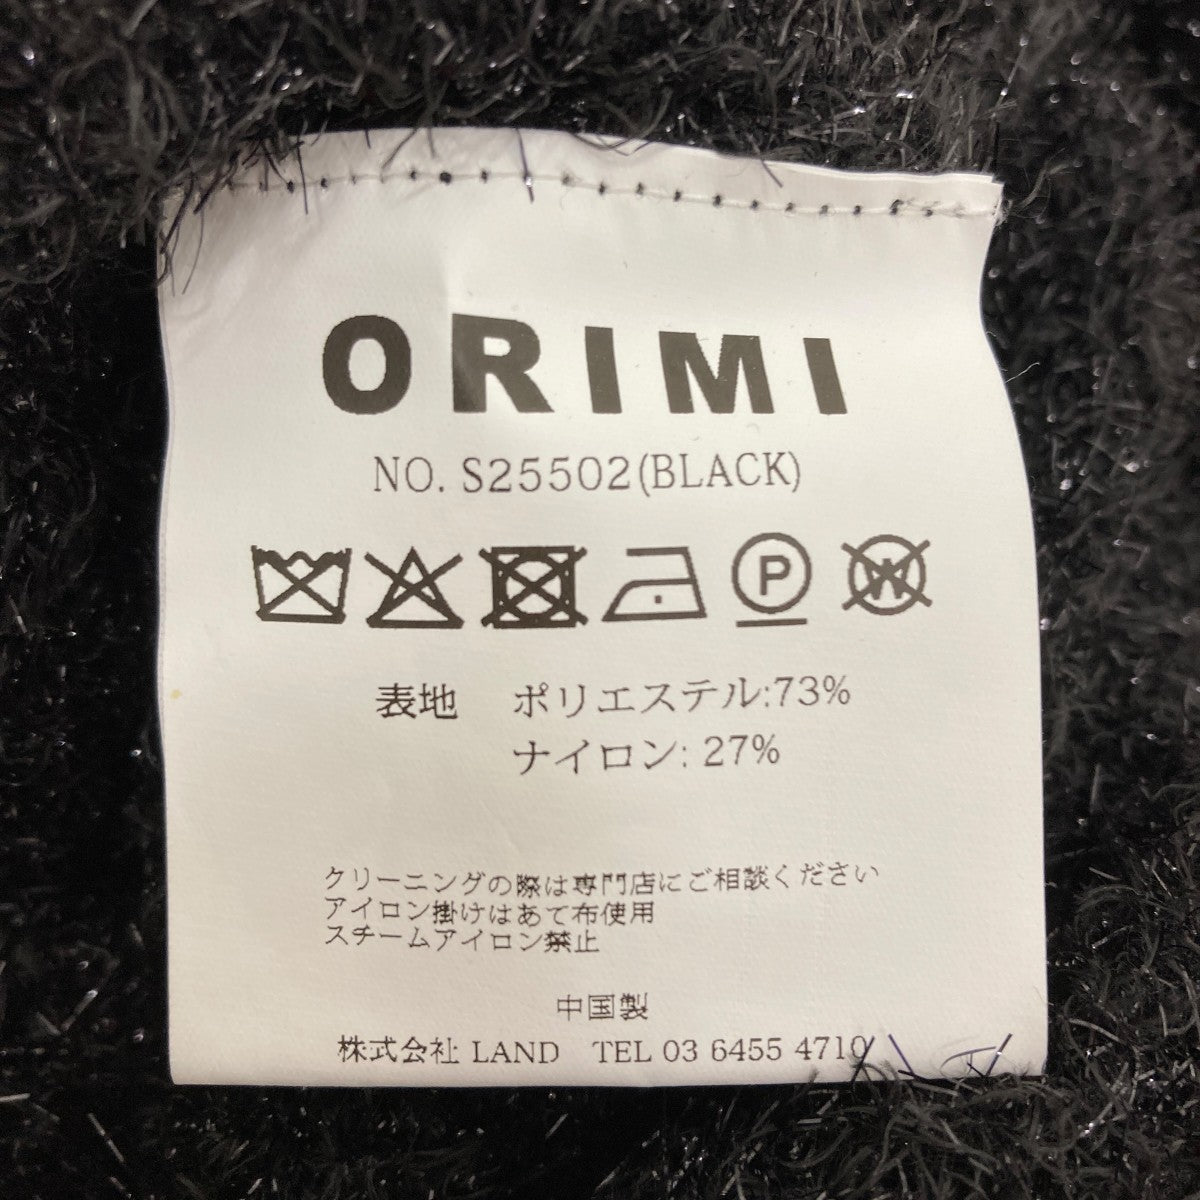 ORIMI
NO. S25502(BLACK)
P W
表地 ポリエステル:73%
ナイロン: 27%
クリーニングの際は専門店にご相談ください
アイロン掛けはあて布使用
スチームアイロン禁止
中国製
株式会社 LAND TEL 03 6455 4710